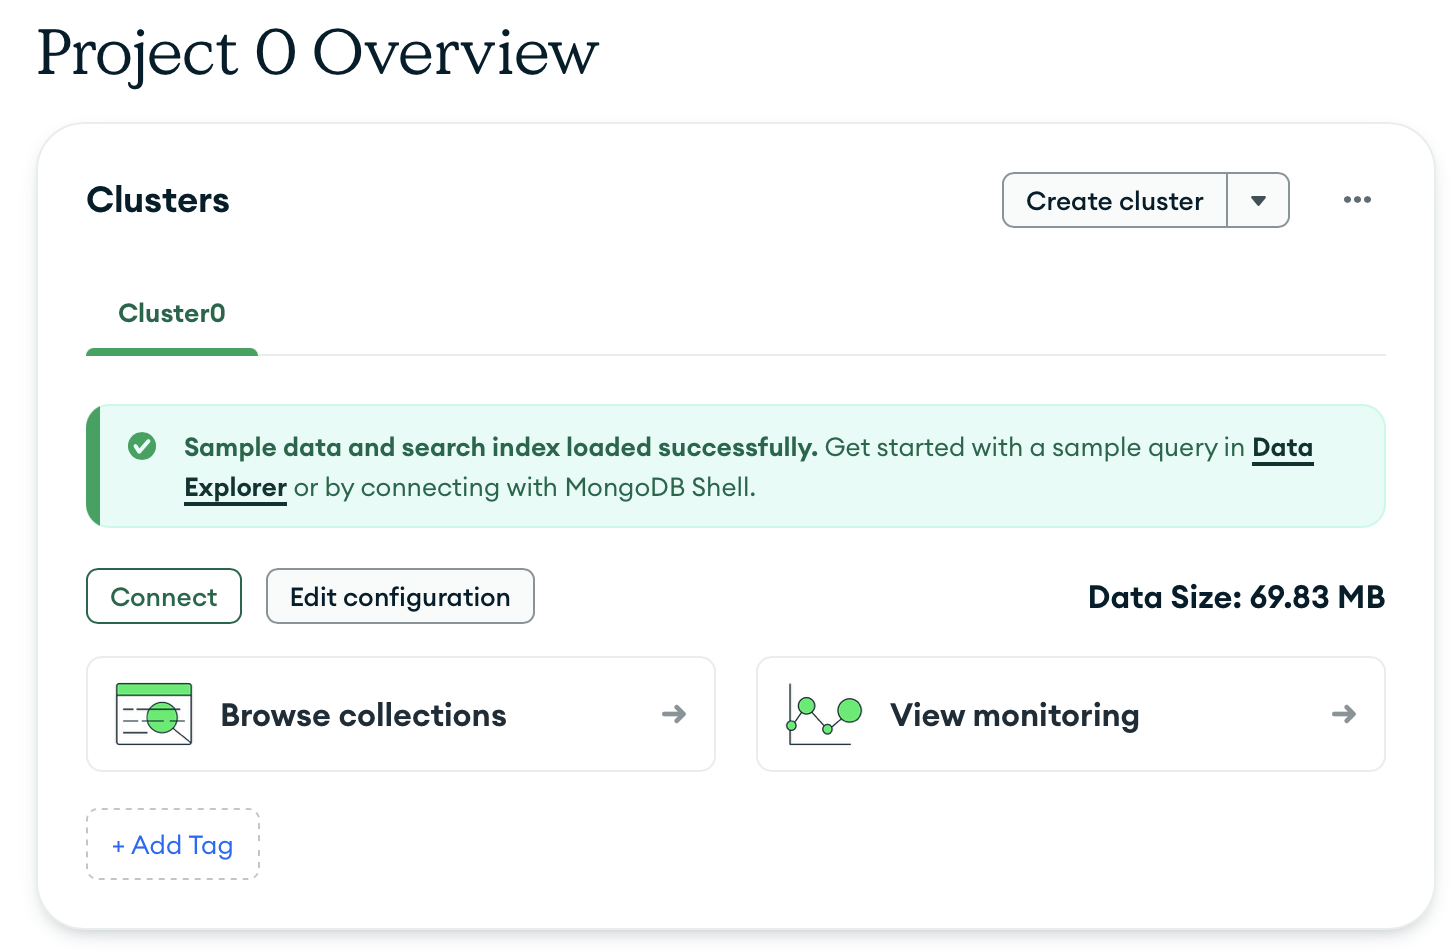 Project 0 Overview
Clusters
Create cluster
Cluster0
Sample data and search index loaded successfully. Get started with a sample query in Data
Explorer or by connecting with MongoDB Shell.
Connect
Edit configuration
Data Size: 69.83 MB
Browse collections
View monitoring
+ Add Tag